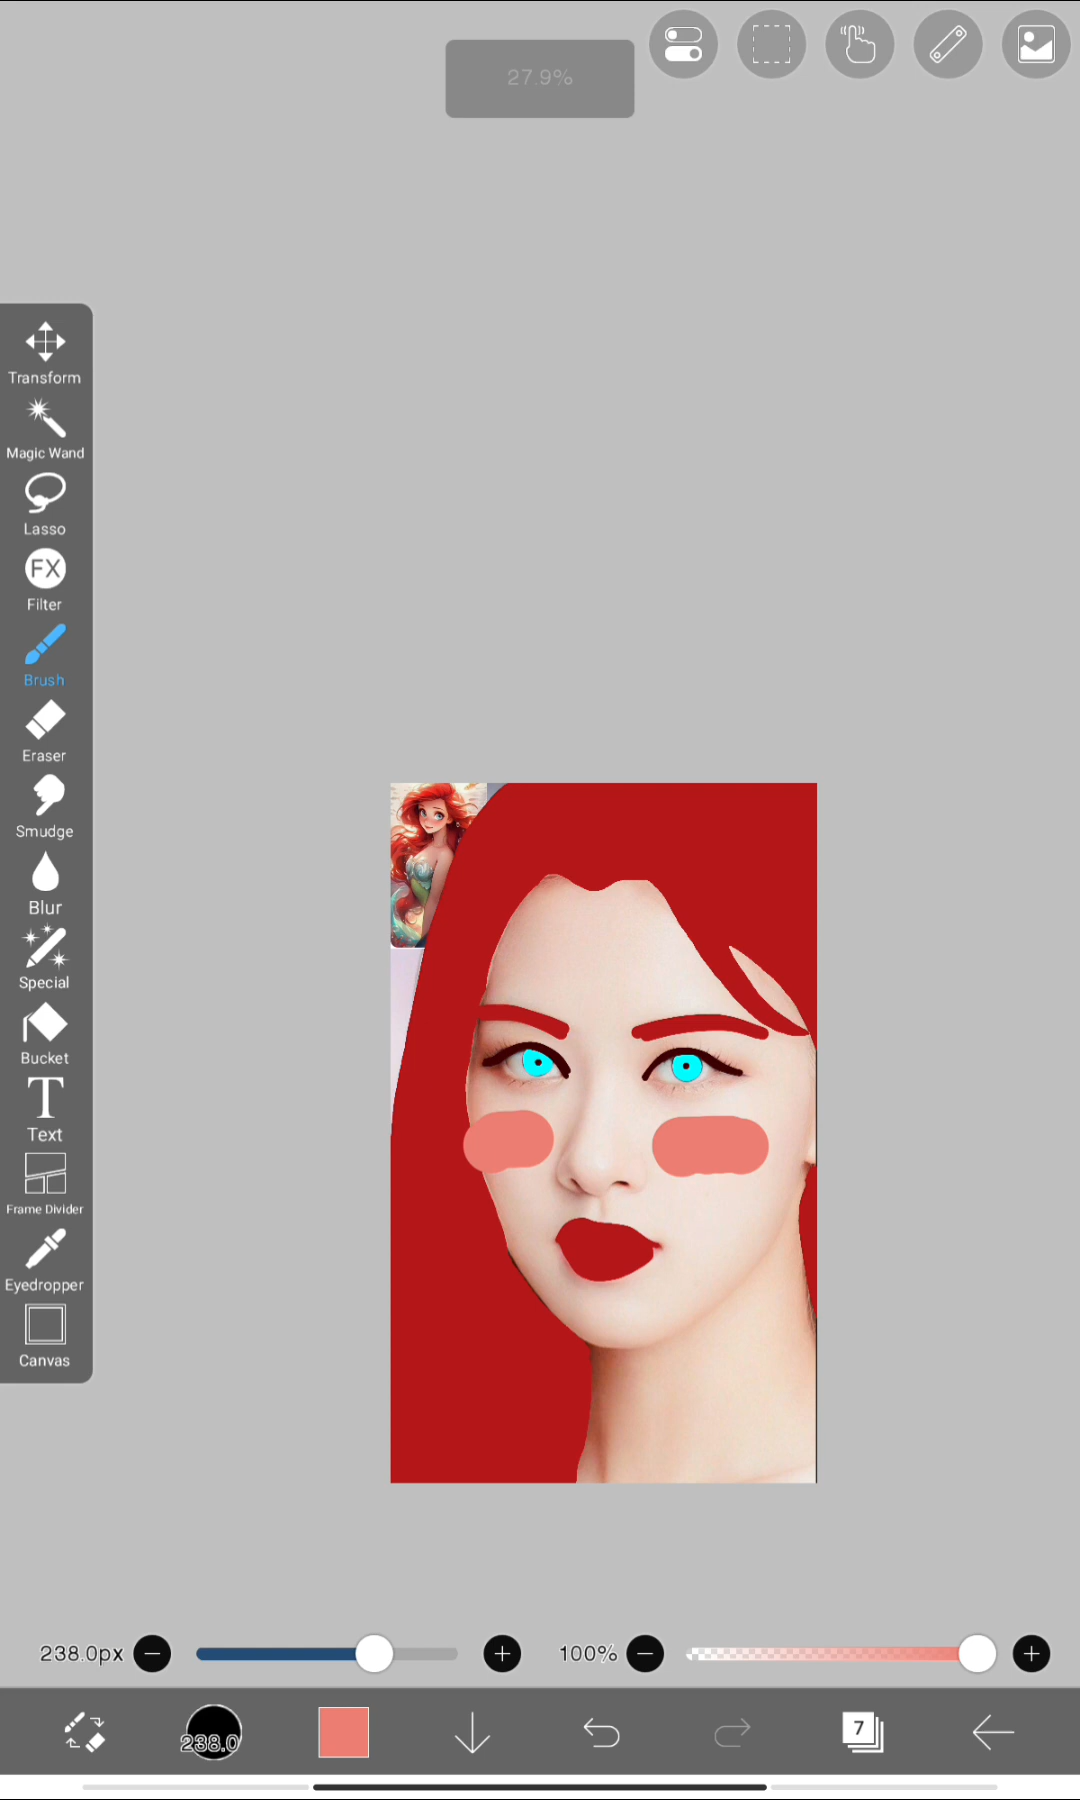 27.9%
Transform
Magic Wand
Lasso
FX
Filter
Brush
Eraser
Smudge
Blur
Special
Bucket
T
Text
Frame Divider
Eyedropper
Canvas
238.0px
100%
238.0
7